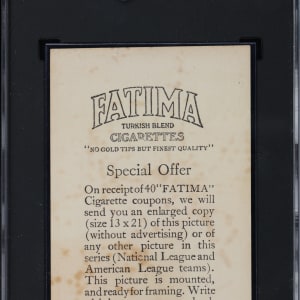 FATIMA
TURKISH BLEND
CIGARETTES
"NO GOLD TIPS BUT FINEST QUALITY"
Special Offer
On receipt of 40 "FATIMA"
Cigarette coupons, we will
send you an enlarged copy
(size 13 x 21) of this picture
(without advertising) or of
any other picture in this
series (National League and
American League teams).
This picture is mounted,
and ready for framing. Write